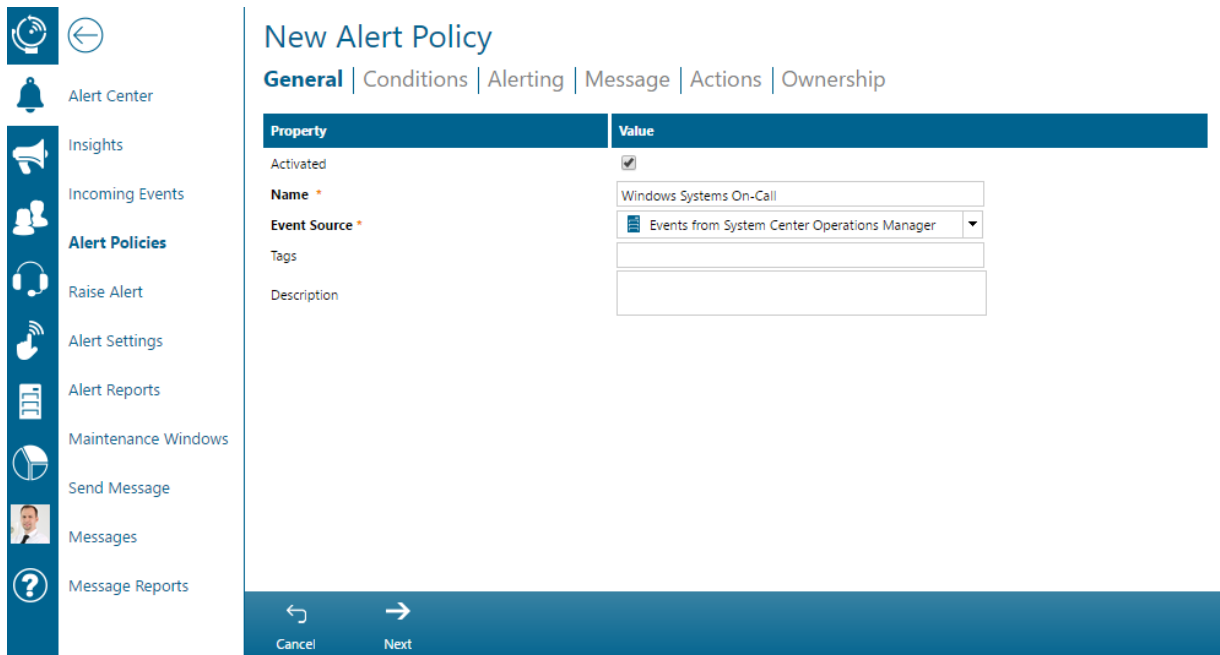 New Alert Policy
General | Conditions | Alerting | Message | Actions | Ownership
Alert Center
Insights
Incoming Events
Alert Policies
Raise Alert
Alert Settings
Alert Reports
Maintenance Windows
Send Message
Messages
Message Reports
Property Value
Activated
Name * Windows Systems On-Call
Event Source * Events from System Center Operations Manager
Tags
Description
Cancel Next